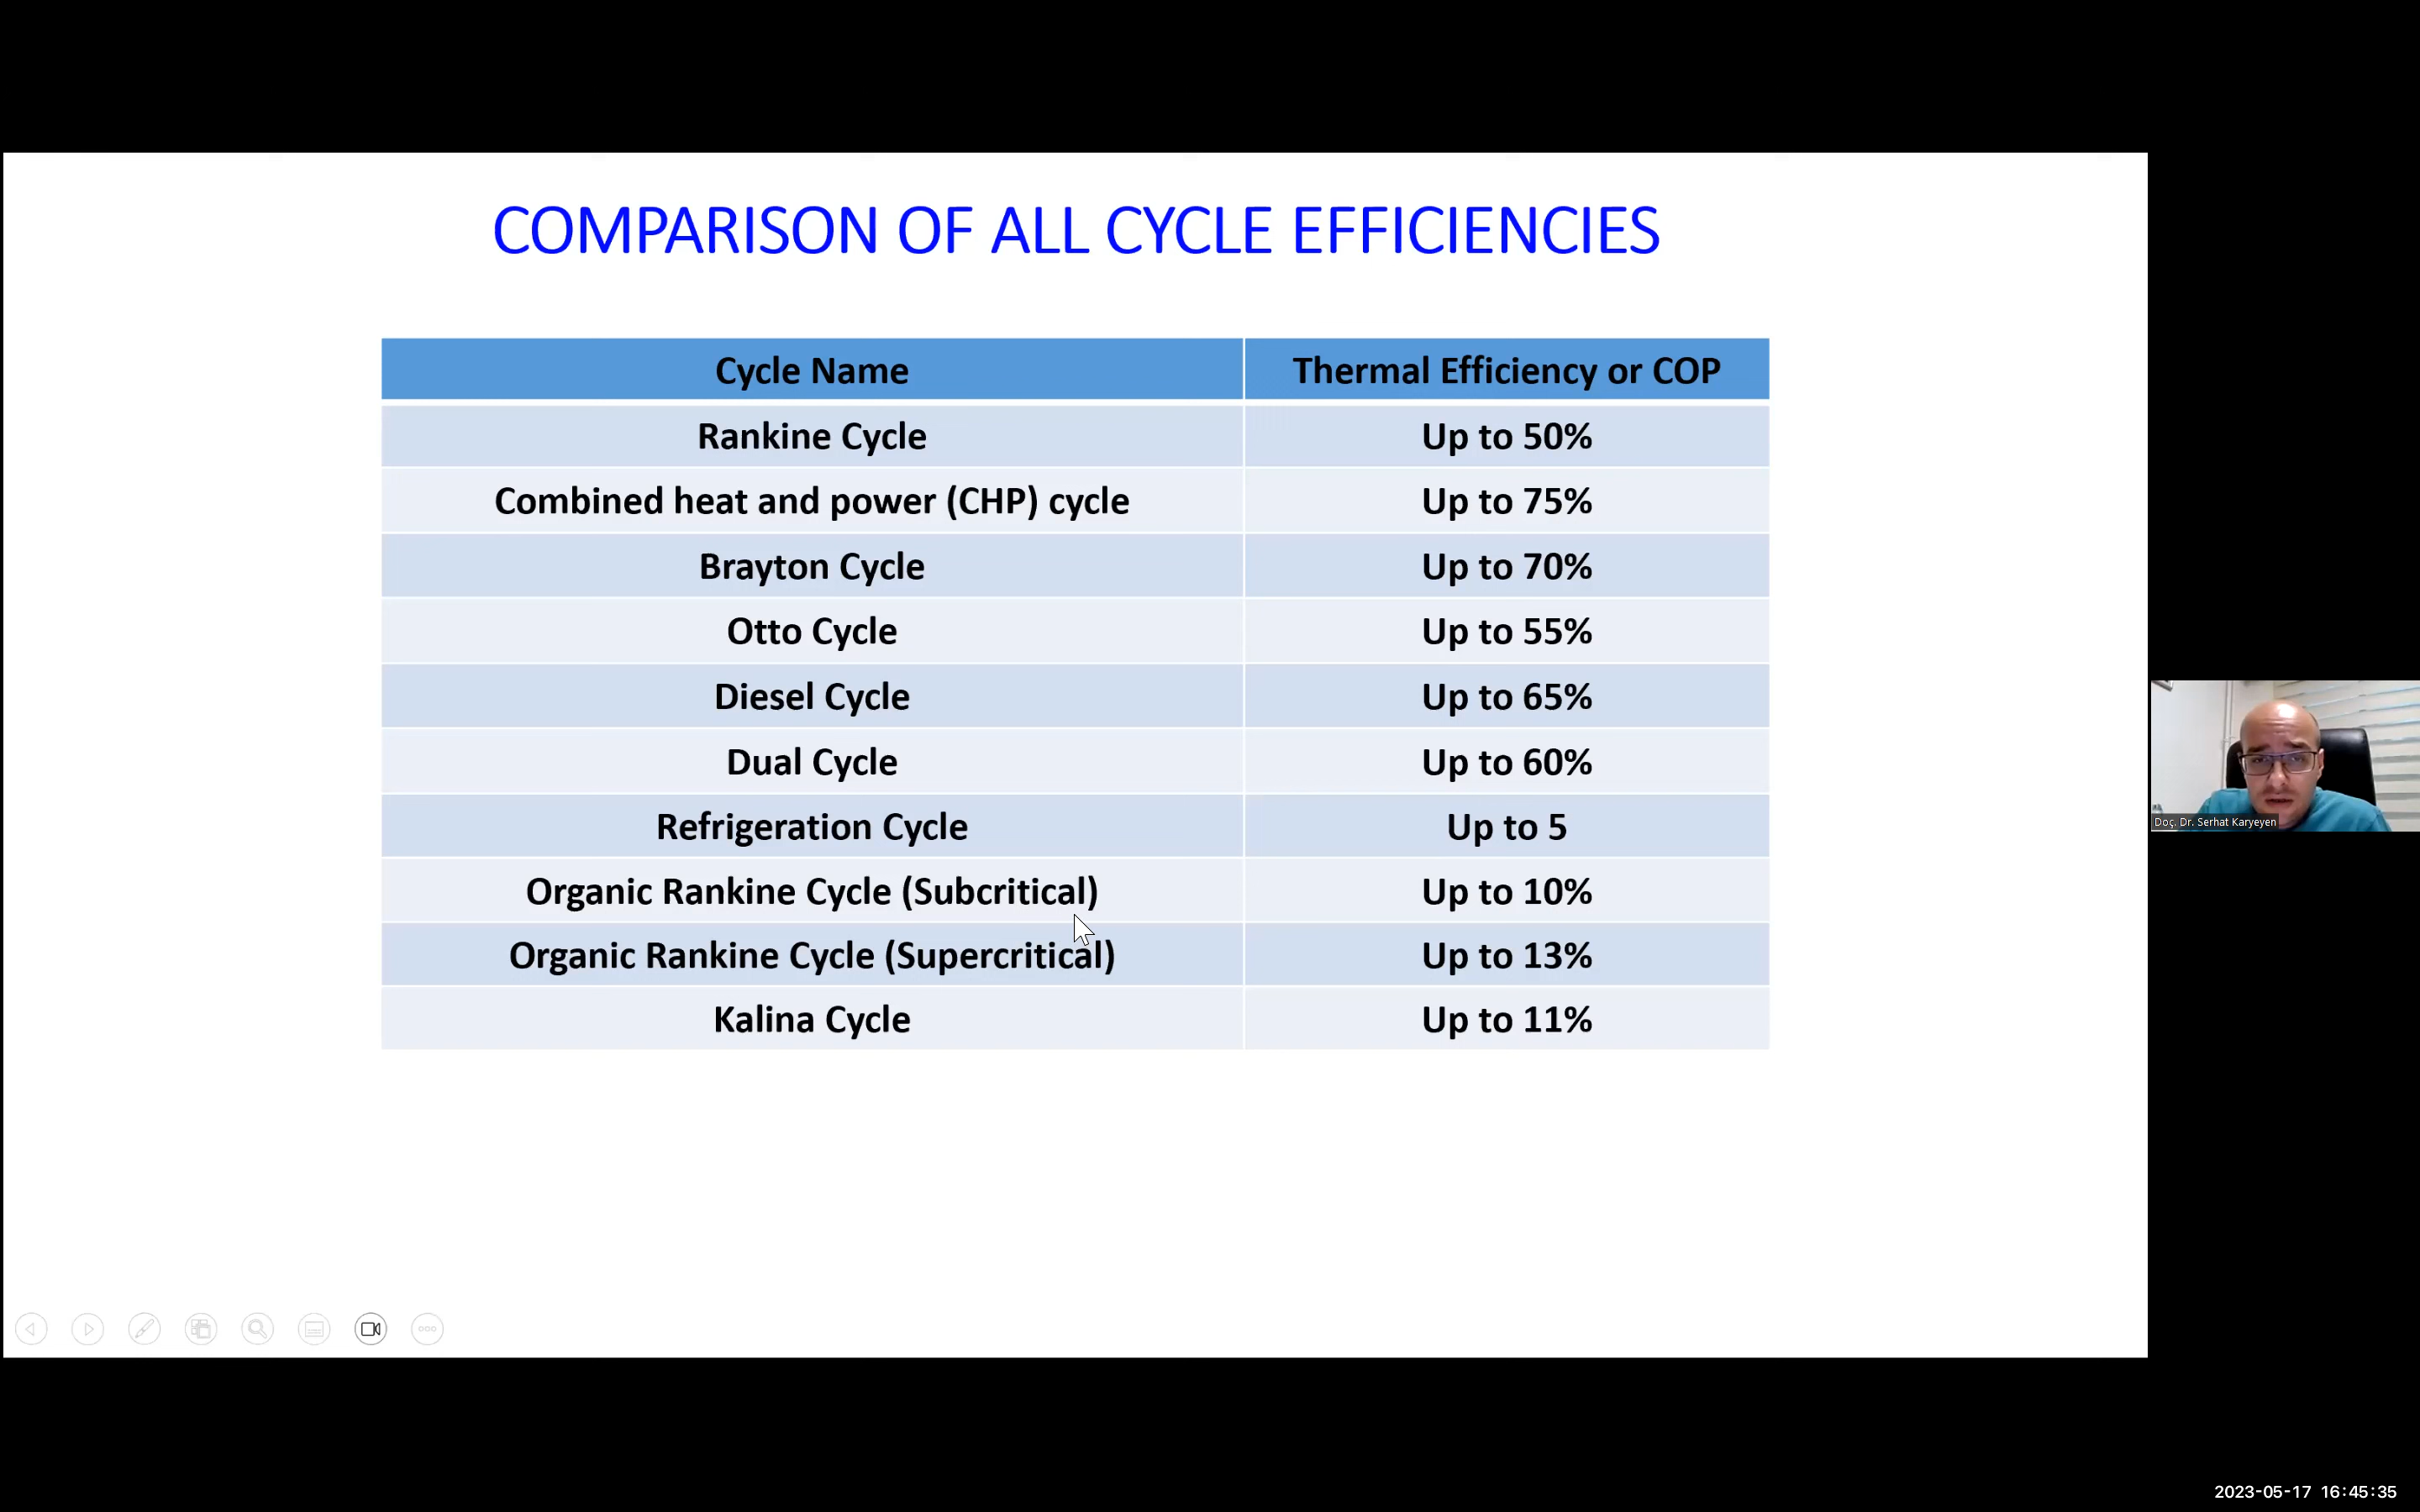 COMPARISON OF ALL CYCLE EFFICIENCIES
Cycle Name Thermal Efficiency or COP
Rankine Cycle Up to 50%
Combined heat and power (CHP) cycle Up to 75%
Brayton Cycle Up to 70%
Otto Cycle Up to 55%
Diesel Cycle Up to 65%
Dual Cycle Up to 60%
Refrigeration Cycle Up to 5
Organic Rankine Cycle (Subcritical) Up to 10%
Organic Rankine Cycle (Supercritical) Up to 13%
Kalina Cycle Up to 11%
Doç. Dr. Serhat Karyeyen
2023-05-17 16:45:35